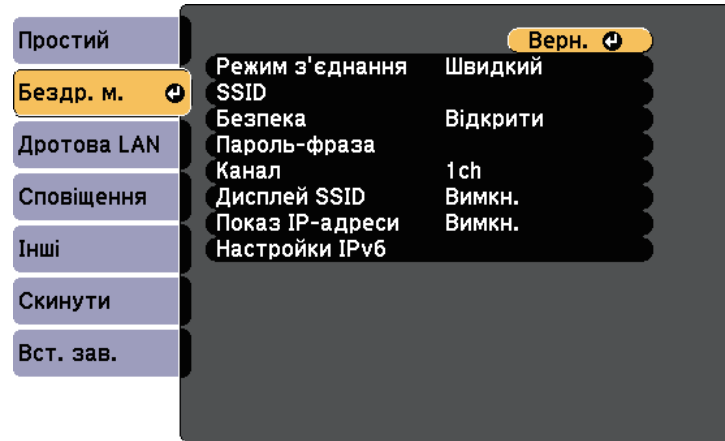 Простий
Бездр. м.
Дротова LAN
Сповіщення
Інші
Скинути
Вст. зав.
Верн.
Режим з'єднання Швидкий
SSID
Безпека Відкрити
Пароль-фраза
Канал 1ch
Дисплей SSID Вимкн.
Показ IP-адреси Вимкн.
Настройки IPv6